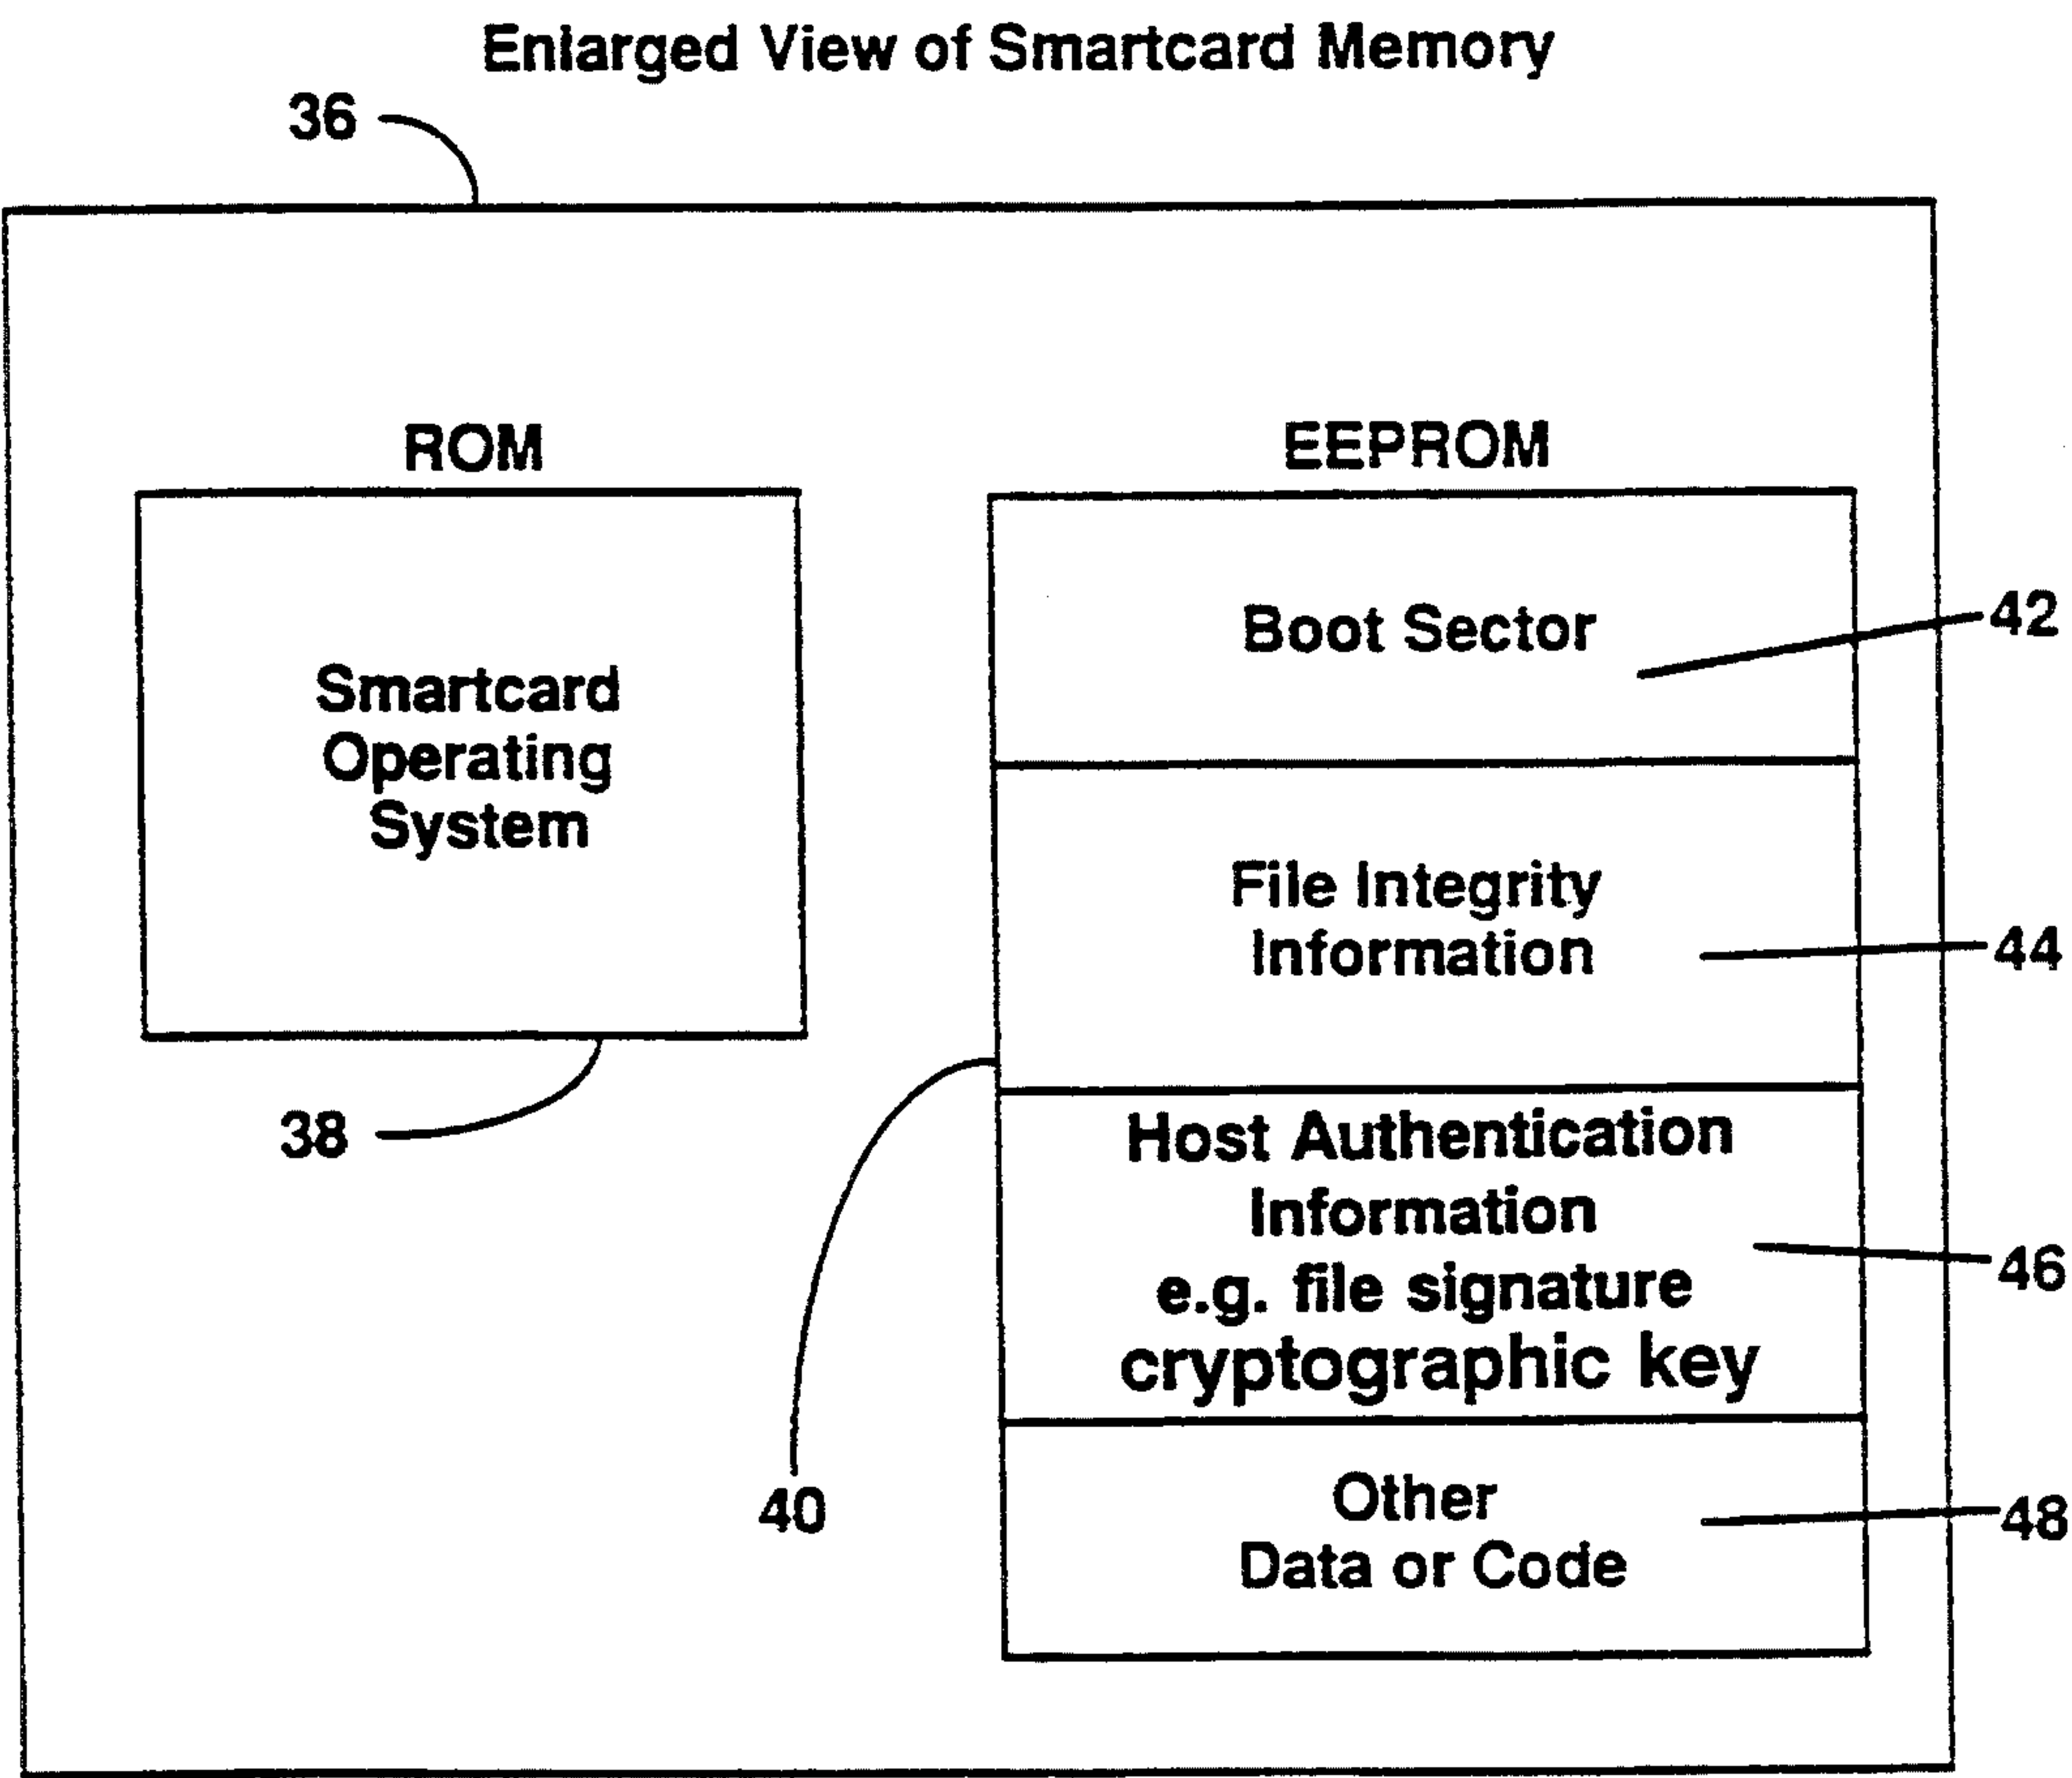 Enlarged View of Smartcard Memory
36
ROM
Smartcard
Operating
System
38
EEPROM
Boot Sector
42
File Integrity
Information
44
40
Host Authentication
Information
e.g. file signature
cryptographic key
46
Other
Data or Code
48